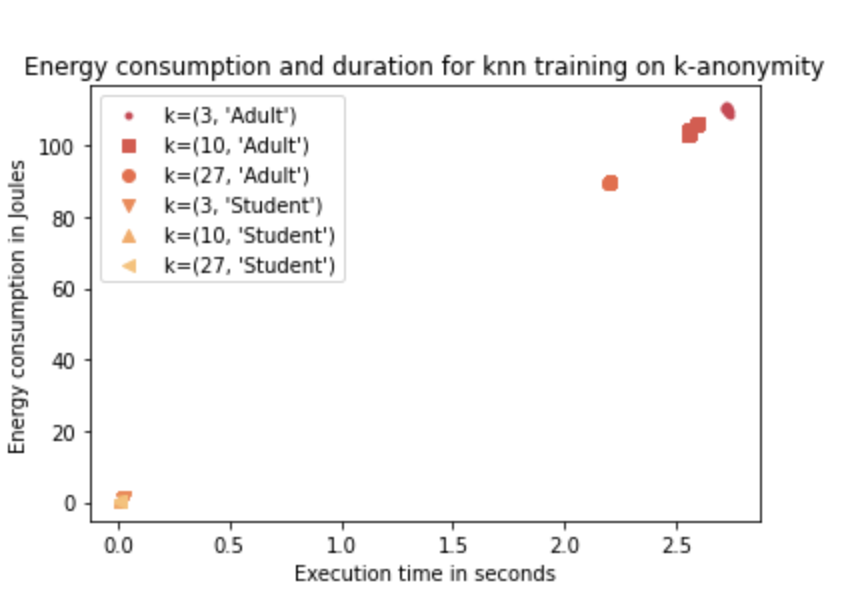 Energy consumption and duration for knn training on k-anonymity
k=(3, 'Adult')
k=(10, 'Adult')
k=(27, 'Adult')
k=(3, 'Student')
k=(10, 'Student')
k=(27, 'Student')
Energy consumption in Joules
100
80
60
40
20
0
0.0 0.5 1.0 1.5 2.0 2.5
Execution time in seconds